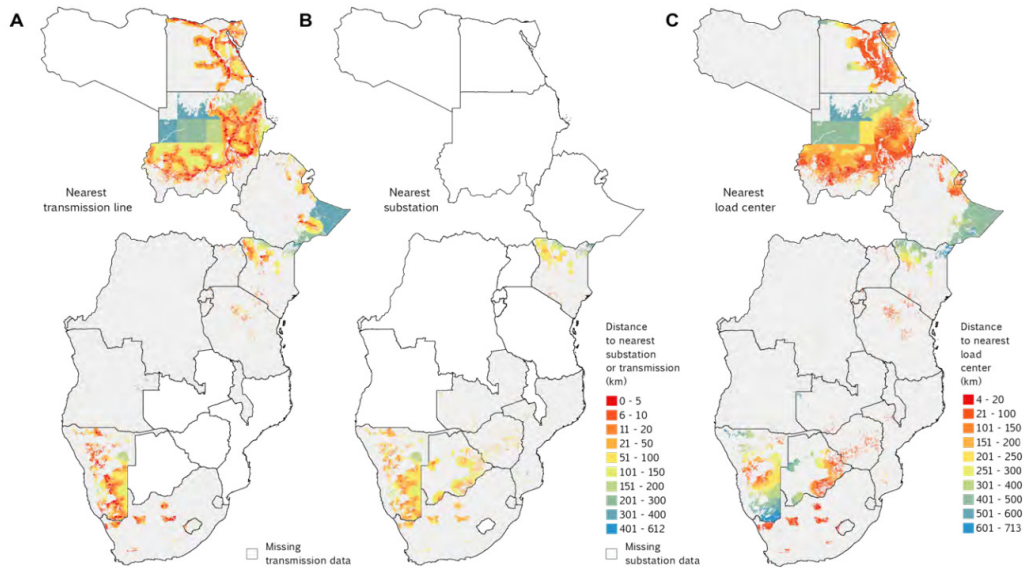 A
B
C
Nearest
transmission line
Nearest
substation
Nearest
load center
Distance
to nearest
substation
or transmission
(km)
0 - 5
6 - 10
11 - 20
21 - 50
51 - 100
101 - 150
151 - 200
201 - 300
301 - 400
401 - 612
Distance
to nearest
load
center
(km)
4 - 20
21 - 100
101 - 150
151 - 200
201 - 250
251 - 300
301 - 400
401 - 500
501 - 600
601 - 713
Missing
transmission data
Missing
substation data